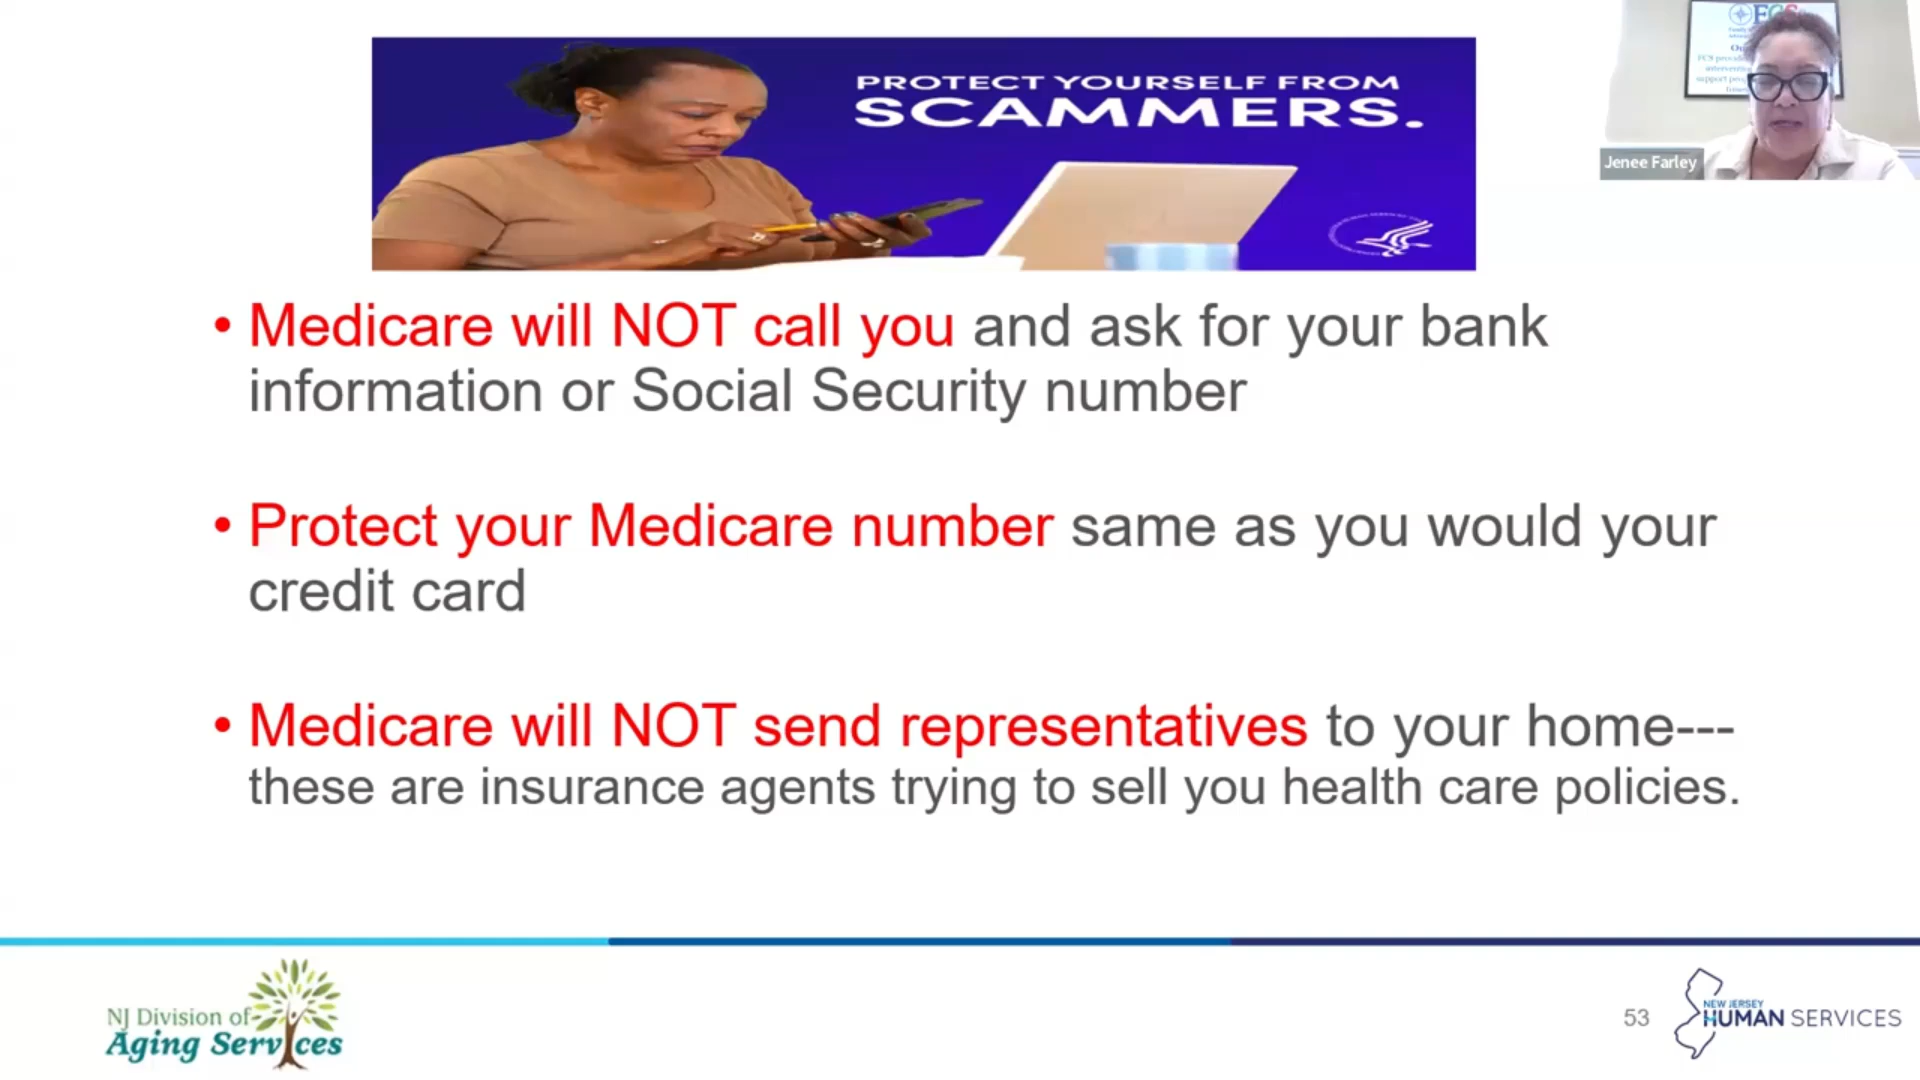 PROTECT YOURSELF FROM
SCAMMERS.
Jenee Farley
• Medicare will NOT call you and ask for your bank
information or Social Security number
• Protect your Medicare number same as you would your
credit card
• Medicare will NOT send representatives to your home---
these are insurance agents trying to sell you health care policies.
NJ Division of
Aging Services
53
NEW JERSEY
HUMAN SERVICES